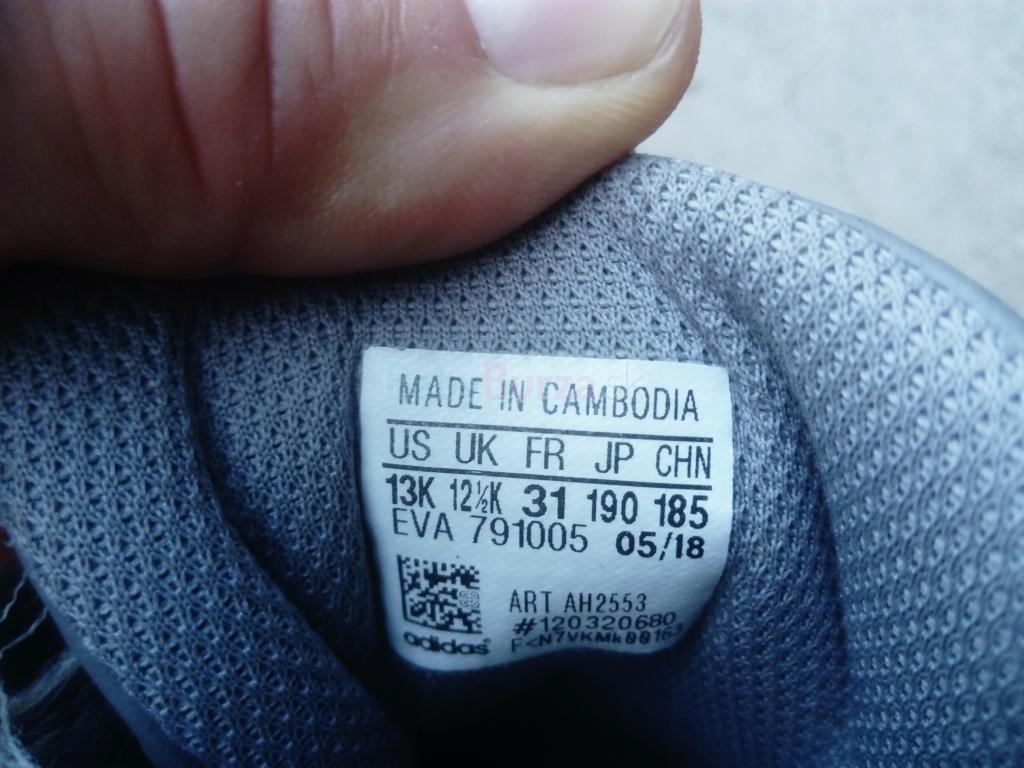 MADE IN CAMBODIA
US UK FR JP CHN
13K 12½K 31 190 185
EVA 791005 05/18
ART AH2553
#120320680
adidas